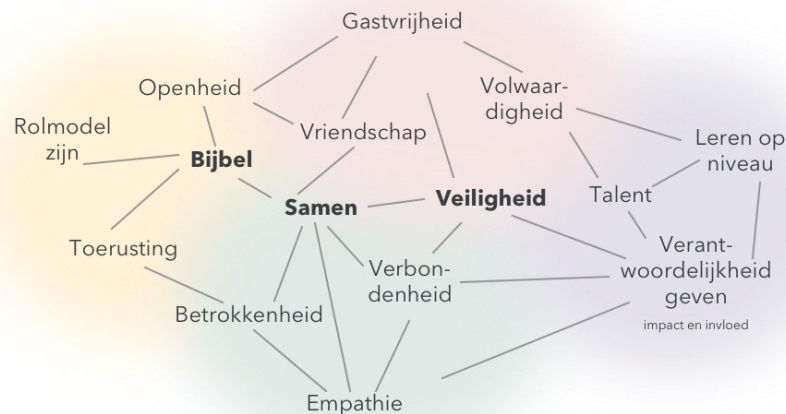 Gastvrijheid
Openheid
Volwaar-
digheid
Rolmodel
zijn
Vriendschap
Leren op
niveau
Bijbel
Samen
Veiligheid
Talent
Toerusting
Verbon-
denheid
Verant-
woordelijkheid
geven
impact en invloed
Betrokkenheid
Empathie